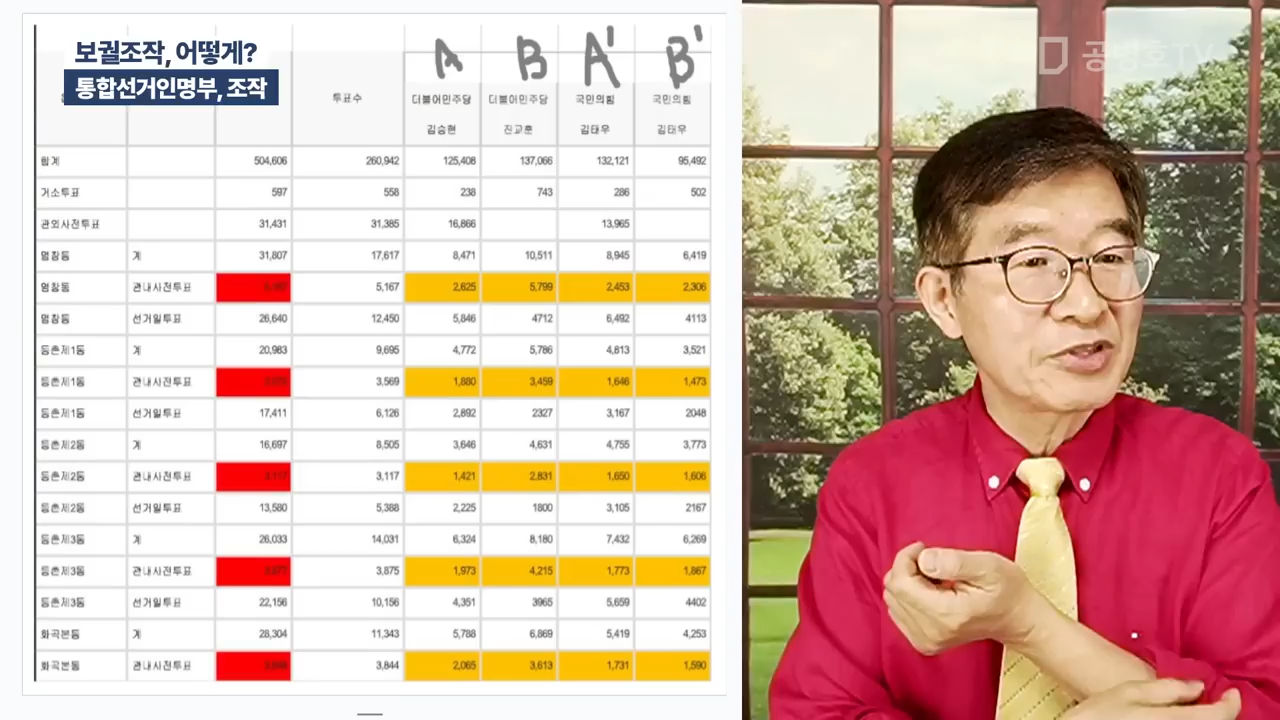 보궐조작, 어떻게?
통합선거인명부, 조작
공병호TV
A B A' B'
투표수 더불어민주당 더불어민주당 국민의힘 국민의힘
김승현 진교훈 김태우 김태우
합계 504,606 260,942 125,408 137,066 132,121 95,492
거소투표 597 558 238 743 286 502
관외사전투표 31,431 31,385 16,866 13,965
염창동 계 31,807 17,617 8,471 10,511 8,945 6,419
염창동 관내사전투표 5,167 2,625 5,799 2,453 2,306
염창동 선거일투표 26,640 12,450 5,846 4712 6,492 4113
등촌제1동 계 20,983 9,695 4,772 5,786 4,813 3,521
등촌제1동 관내사전투표 3,569 1,880 3,459 1,646 1,473
등촌제1동 선거일투표 17,411 6,126 2,892 2327 3,167 2048
등촌제2동 계 16,697 8,505 3,646 4,631 4,755 3,773
등촌제2동 관내사전투표 3,117 3,117 1,421 2,831 1,650 1,606
등촌제2동 선거일투표 13,580 5,388 2,225 1800 3,105 2167
등촌제3동 계 26,033 14,031 6,324 8,180 7,432 6,269
등촌제3동 관내사전투표 3,875 1,973 4,215 1,773 1,867
등촌제3동 선거일투표 22,156 10,156 4,351 3965 5,659 4402
화곡본동 계 28,304 11,343 5,788 6,869 5,419 4,253
화곡본동 관내사전투표 3,844 2,065 3,613 1,731 1,590